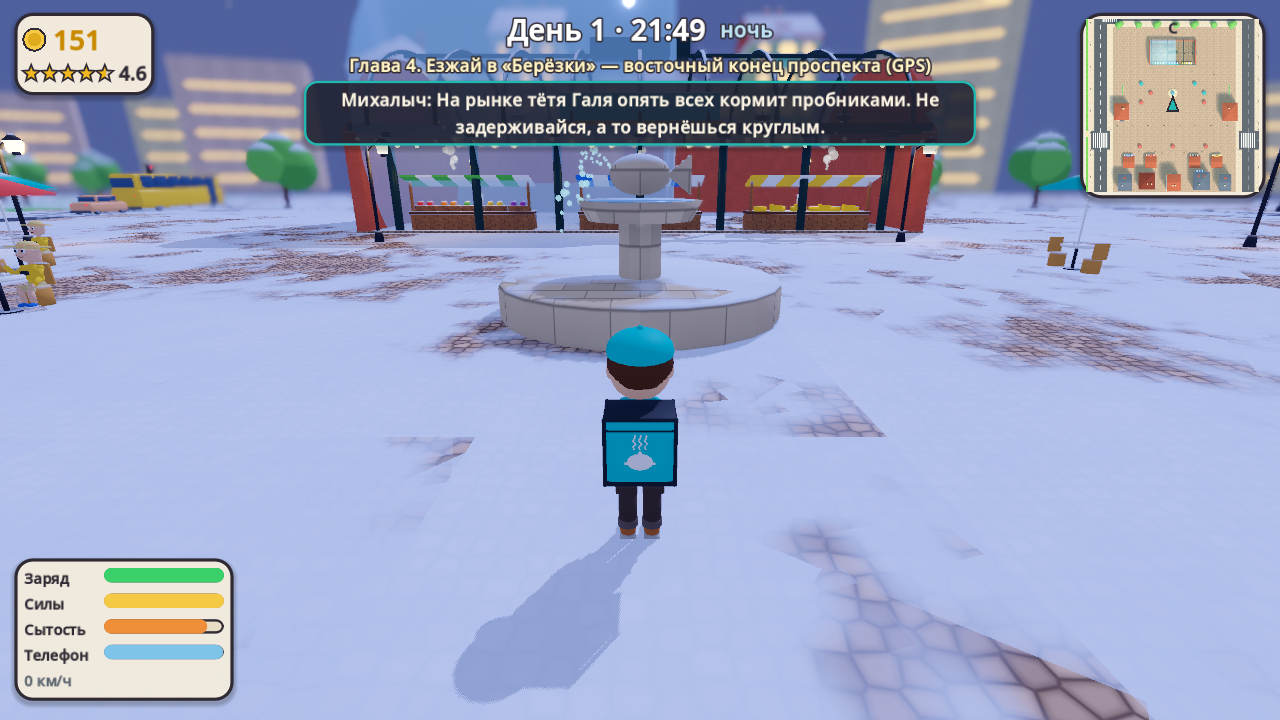 151
4.6
День 1 · 21:49 ночь
Глава 4. Езжай в «Берёзки» — восточный конец проспекта (GPS)
Михалыч: На рынке тётя Галя опять всех кормит пробниками. Не
задерживайся, а то вернёшься круглым.
С
Заряд
Силы
Сытость
Телефон
0 км/ч